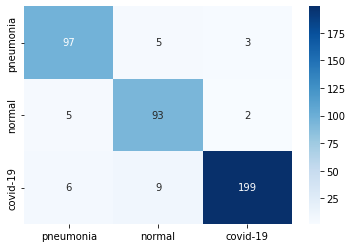 pneumonia 97 5 3
normal 5 93 2
covid-19 6 9 199
pneumonia normal covid-19
175
150
125
100
75
50
25